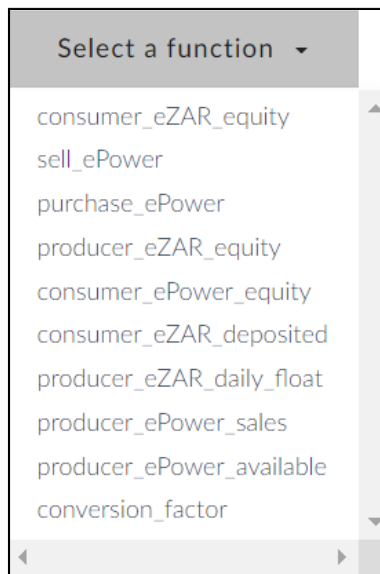 Select a function
consumer_eZAR_equity
sell_ePower
purchase_ePower
producer_eZAR_equity
consumer_ePower_equity
consumer_eZAR_deposited
producer_eZAR_daily_float
producer_ePower_sales
producer_ePower_available
conversion_factor